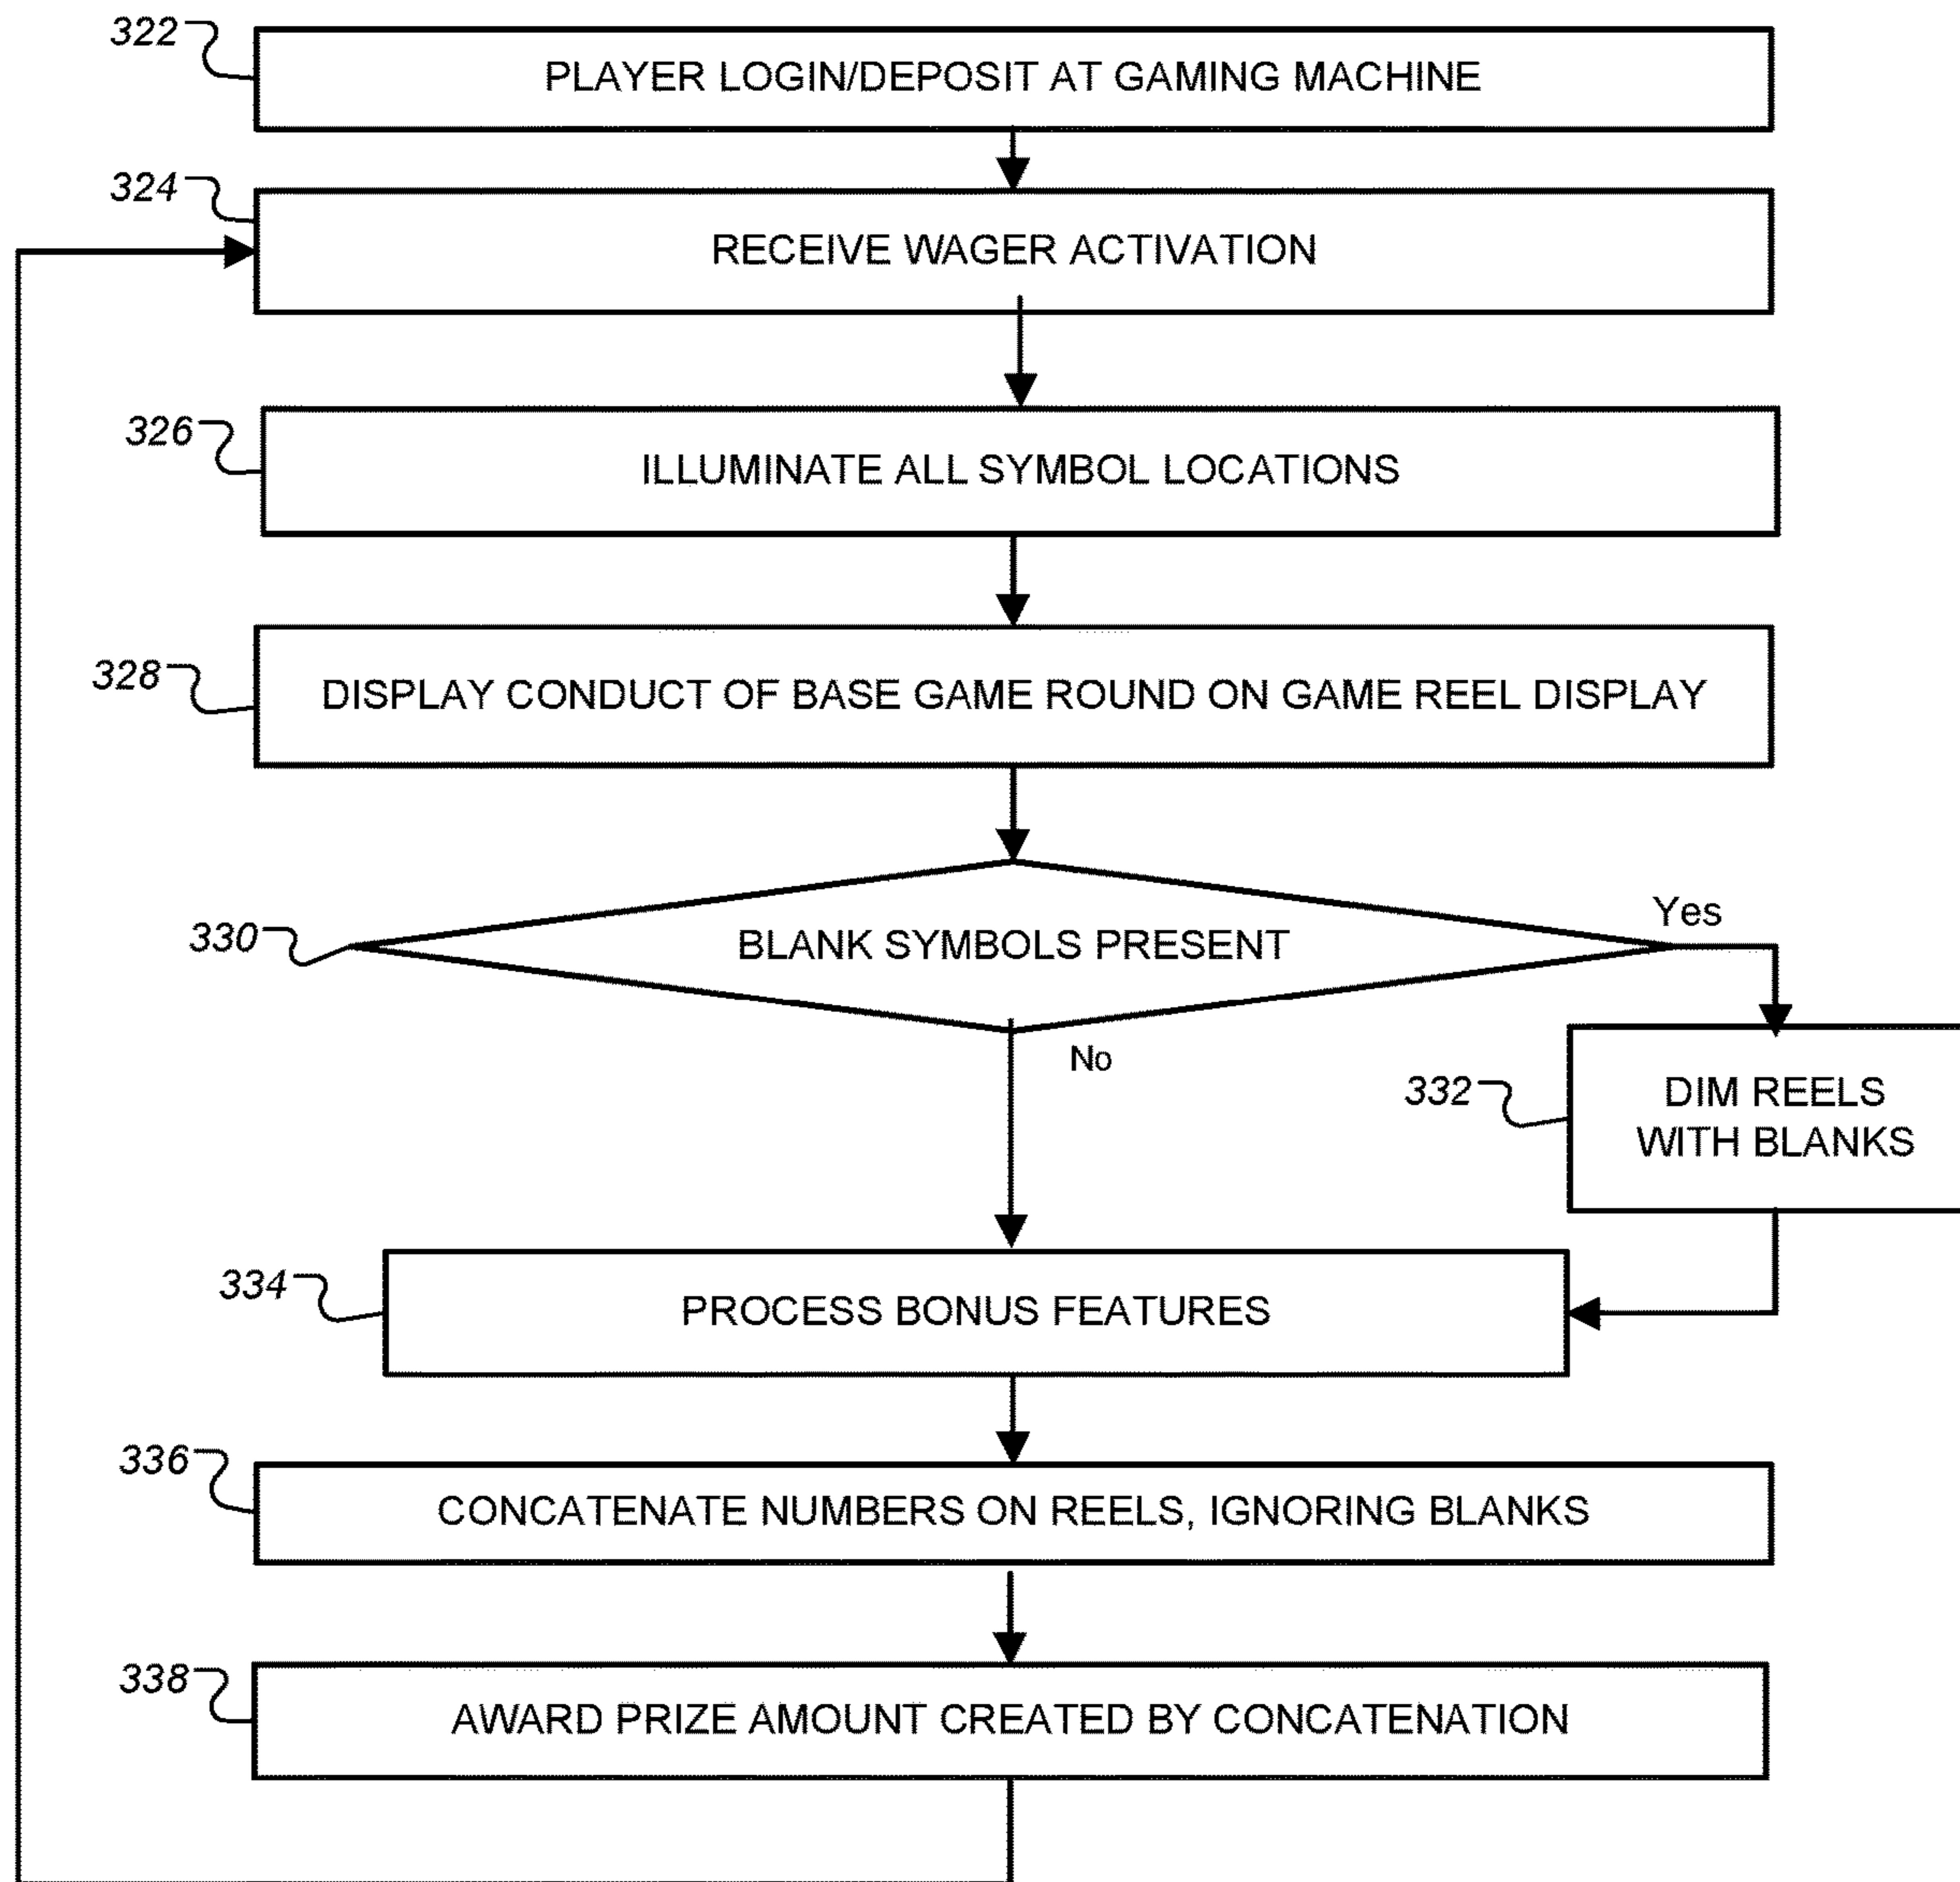 322
PLAYER LOGIN/DEPOSIT AT GAMING MACHINE
324
RECEIVE WAGER ACTIVATION
326
ILLUMINATE ALL SYMBOL LOCATIONS
328
DISPLAY CONDUCT OF BASE GAME ROUND ON GAME REEL DISPLAY
330
BLANK SYMBOLS PRESENT
Yes
No
332
DIM REELS
WITH BLANKS
334
PROCESS BONUS FEATURES
336
CONCATENATE NUMBERS ON REELS, IGNORING BLANKS
338
AWARD PRIZE AMOUNT CREATED BY CONCATENATION